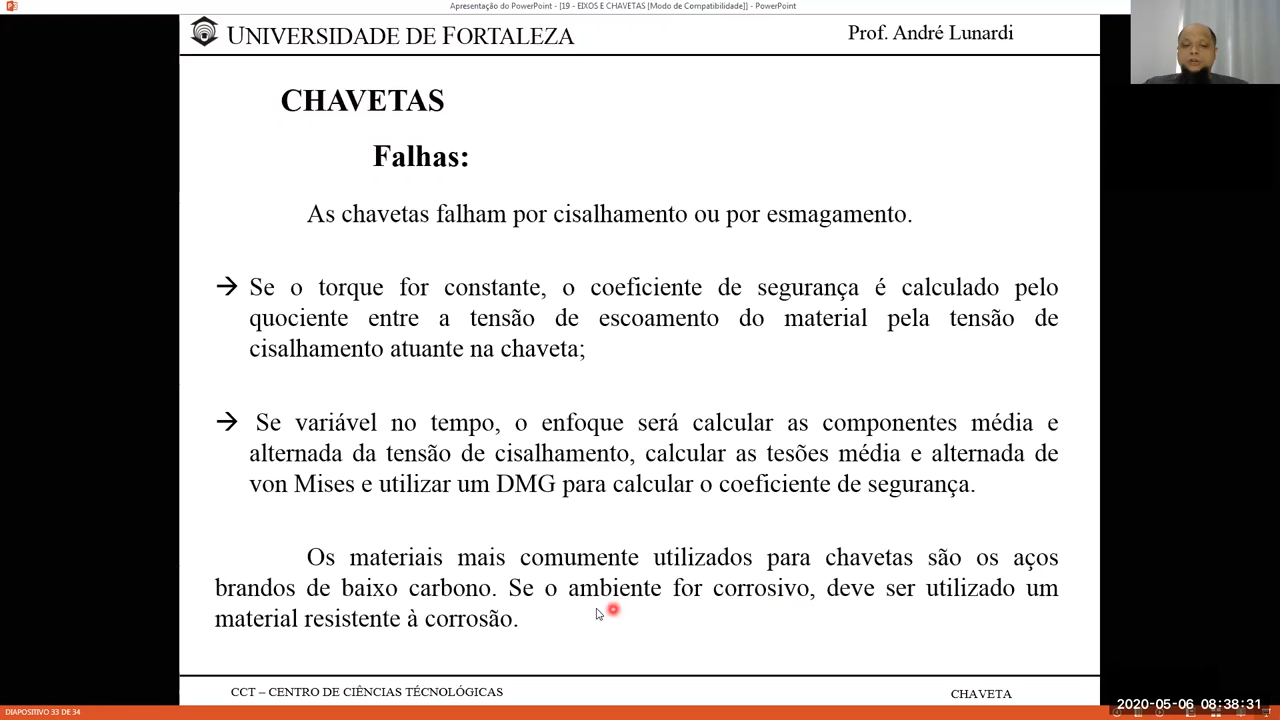 Apresentação do PowerPoint - [19 - EIXOS E CHAVETAS [Modo de Compatibilidade]] - PowerPoint
UNIVERSIDADE DE FORTALEZA
Prof. André Lunardi
CHAVETAS
Falhas:
As chavetas falham por cisalhamento ou por esmagamento.
→ Se o torque for constante, o coeficiente de segurança é calculado pelo
quociente entre a tensão de escoamento do material pela tensão de
cisalhamento atuante na chaveta;
→ Se variável no tempo, o enfoque será calcular as componentes média e
alternada da tensão de cisalhamento, calcular as tesões média e alternada de
von Mises e utilizar um DMG para calcular o coeficiente de segurança.
Os materiais mais comumente utilizados para chavetas são os aços
brandos de baixo carbono. Se o ambiente for corrosivo, deve ser utilizado um
material resistente à corrosão.
CCT – CENTRO DE CIÊNCIAS TÉCNOLÓGICAS
CHAVETA
2020-05-06 08:38:31
DIAPOSITIVO 33 DE 34